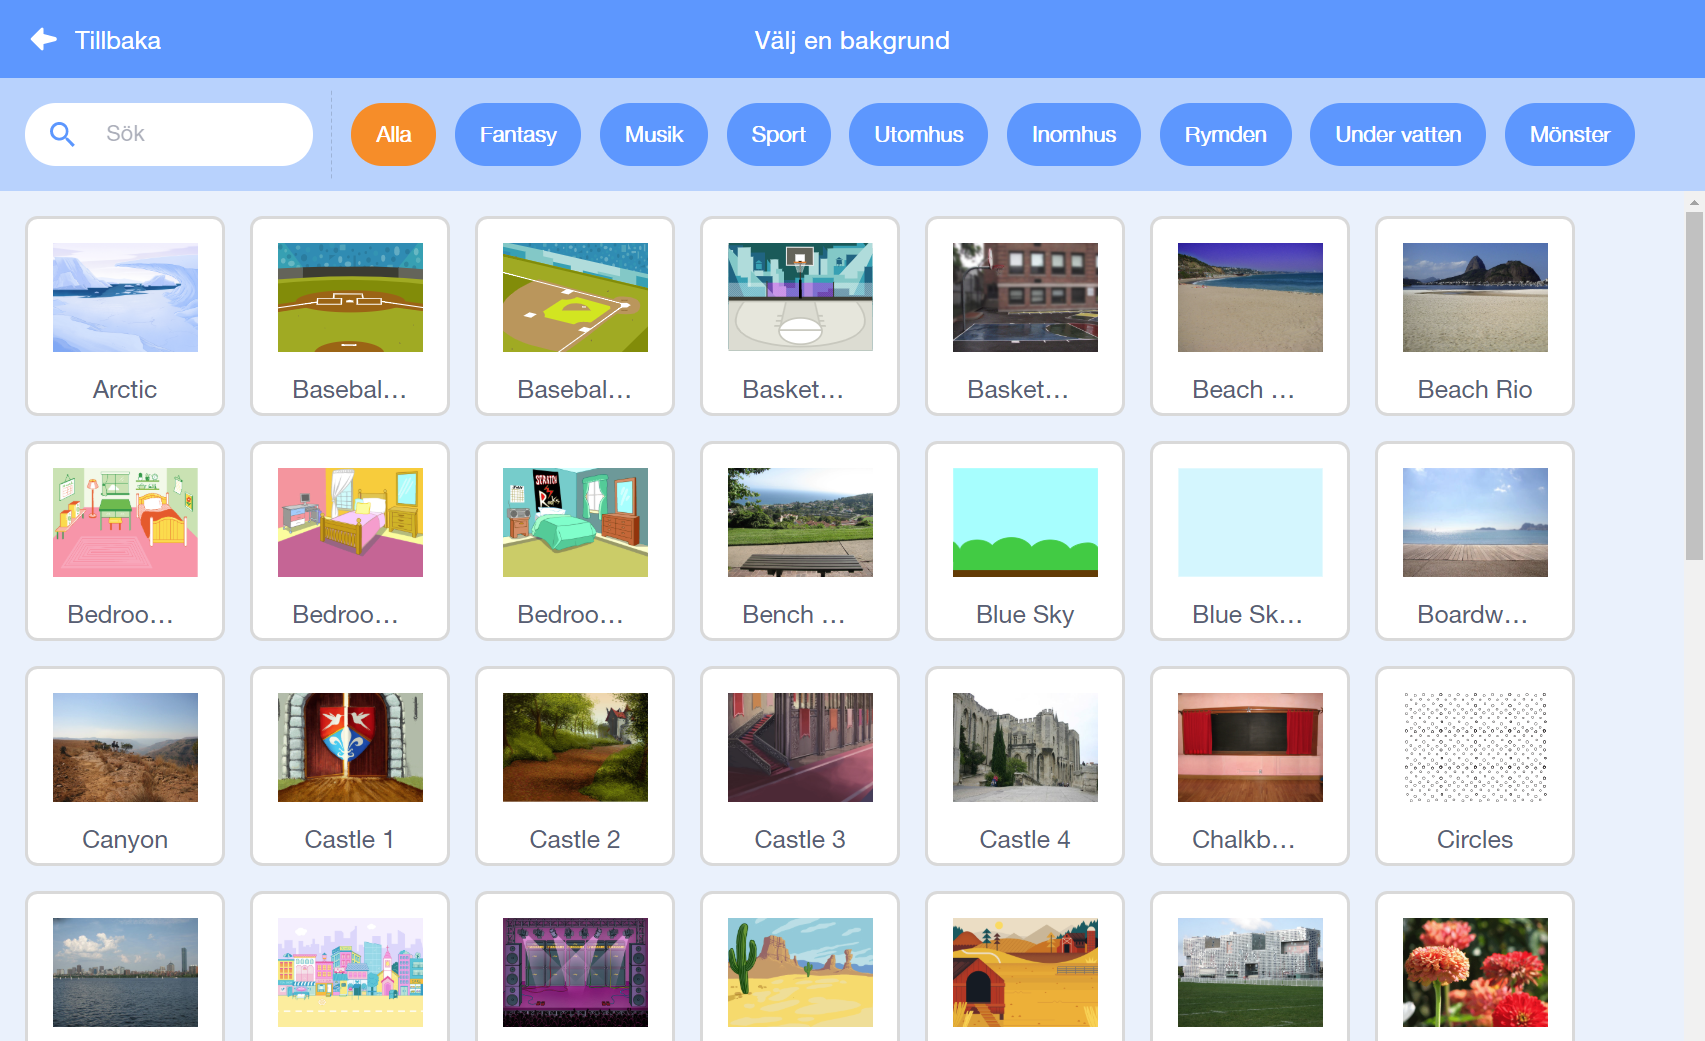 Tillbaka
Välj en bakgrund
Sök
Alla
Fantasy
Musik
Sport
Utomhus
Inomhus
Rymden
Under vatten
Mönster
Arctic
Basebal...
Basebal...
Basket...
Basket...
Beach ...
Beach Rio
SCRATCH
Rocks
Bedroo...
Bedroo...
Bedroo...
Bench ...
Blue Sky
Blue Sk...
Boardw...
Canyon
Castle 1
Castle 2
Castle 3
Castle 4
Chalkb...
Circles